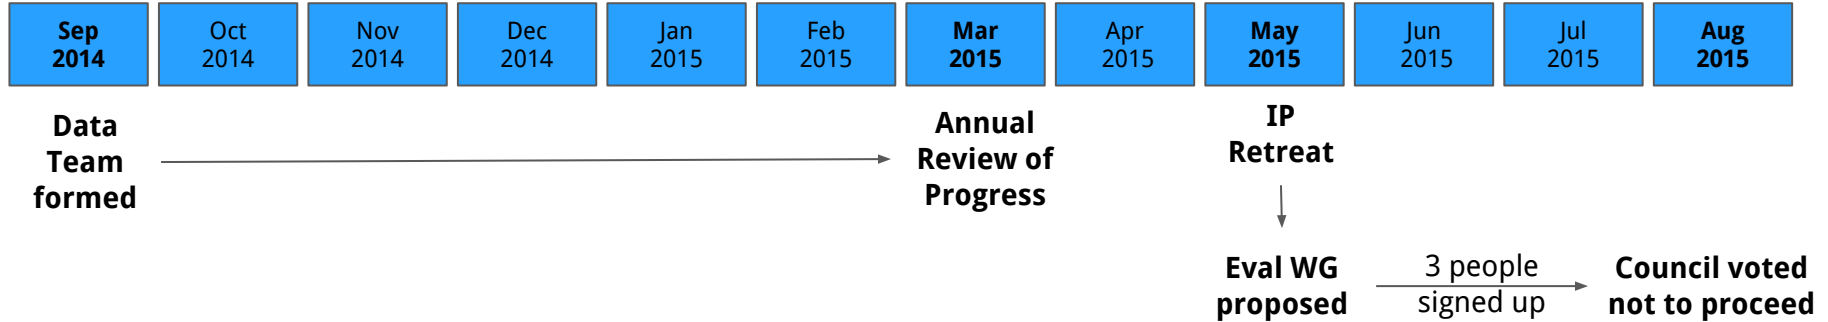 Sep
2014
Oct
2014
Nov
2014
Dec
2014
Jan
2015
Feb
2015
Mar
2015
Apr
2015
May
2015
Jun
2015
Jul
2015
Aug
2015
Data
Team
formed
Annual
Review of
Progress
IP
Retreat
Eval WG
proposed
3 people
signed up
Council voted
not to proceed